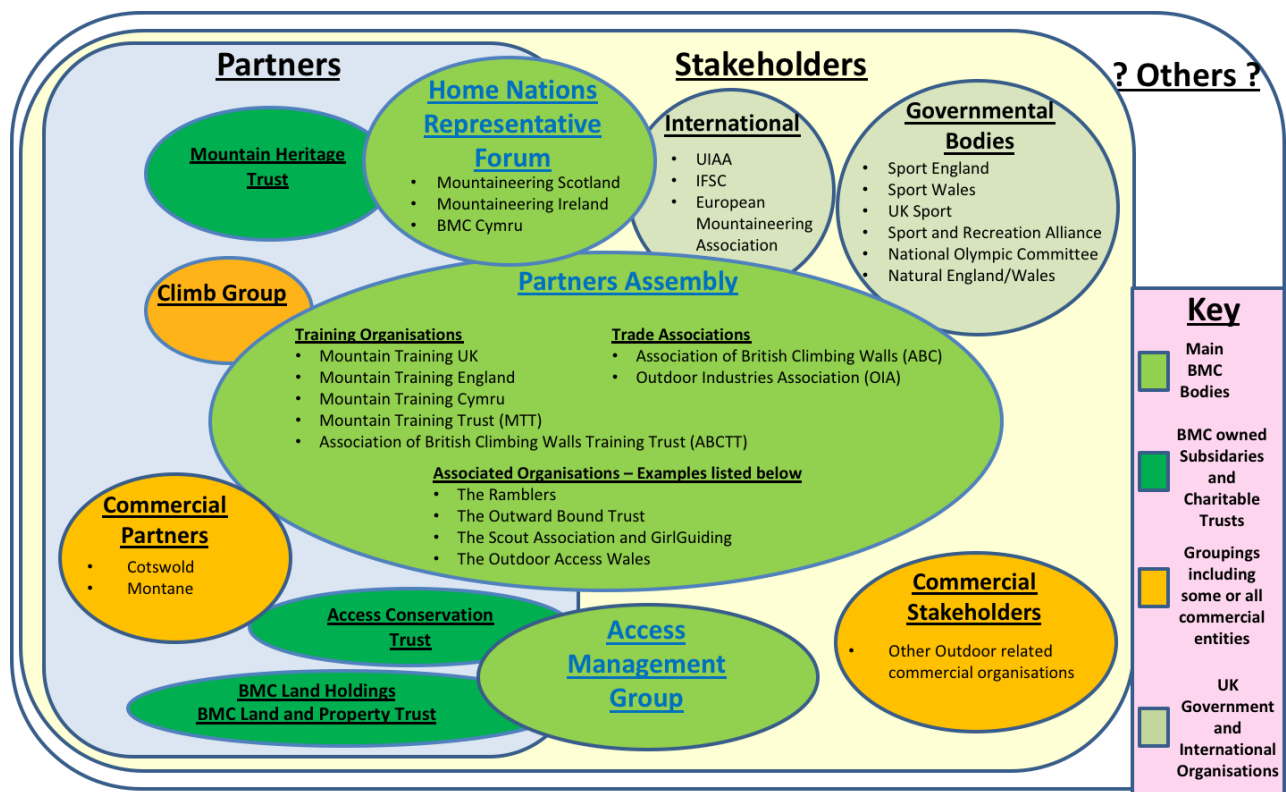 Partners
Stakeholders
? Others ?
Home Nations
Representative
Forum
• Mountaineering Scotland
• Mountaineering Ireland
• BMC Cymru
Mountain Heritage
Trust
International
• UIAA
• IFSC
• European
Mountaineering
Association
Governmental
Bodies
• Sport England
• Sport Wales
• UK Sport
• Sport and Recreation Alliance
• National Olympic Committee
• Natural England/Wales
Climb Group
Partners Assembly
Training Organisations
• Mountain Training UK
• Mountain Training England
• Mountain Training Cymru
• Mountain Training Trust (MTT)
• Association of British Climbing Walls Training Trust (ABCTT)
Trade Associations
• Association of British Climbing Walls (ABC)
• Outdoor Industries Association (OIA)
Associated Organisations – Examples listed below
• The Ramblers
• The Outward Bound Trust
• The Scout Association and GirlGuiding
• The Outdoor Access Wales
Commercial
Partners
• Cotswold
• Montane
Access Conservation
Trust
BMC Land Holdings
BMC Land and Property Trust
Access
Management
Group
Commercial
Stakeholders
• Other Outdoor related
commercial organisations
Key
Main
BMC
Bodies
BMC owned
Subsidaries
and
Charitable
Trusts
Groupings
including
some or all
commercial
entities
UK
Government
and
International
Organisations